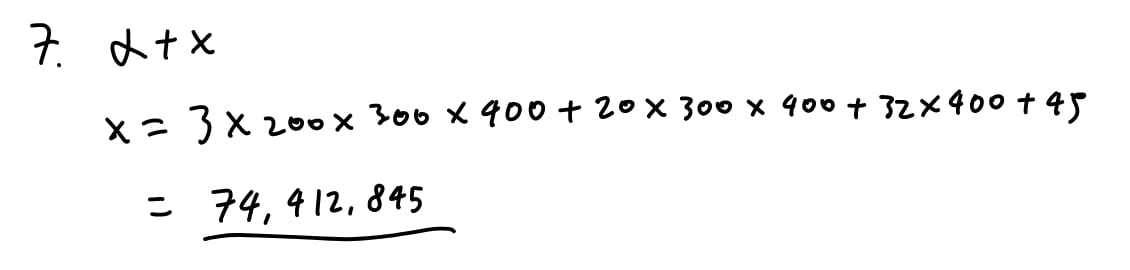 7. α + x
x = 3 × 200 × 300 × 400 + 20 × 300 × 400 + 32 × 400 + 45
= 74,412,845